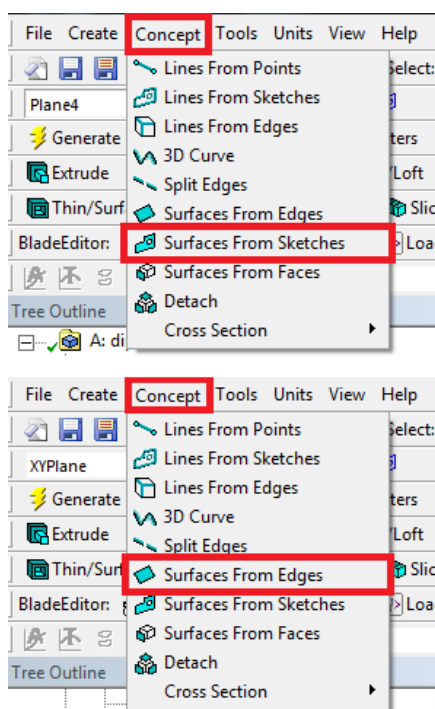 File Create Concept Tools Units View Help
Lines From Points
Select:
Plane4
Lines From Sketches
Generate
Lines From Edges
ters
3D Curve
Extrude
Split Edges
/Loft
Thin/Surf
Surfaces From Edges
Slic
BladeEditor:
Surfaces From Sketches
Loa
Surfaces From Faces
Tree Outline
Detach
A: di
Cross Section
File Create Concept Tools Units View Help
Lines From Points
Select:
XYPlane
Lines From Sketches
Generate
Lines From Edges
ters
3D Curve
Extrude
Split Edges
/Loft
Thin/Surf
Surfaces From Edges
Slic
BladeEditor:
Surfaces From Sketches
Loa
Surfaces From Faces
Tree Outline
Detach
Cross Section